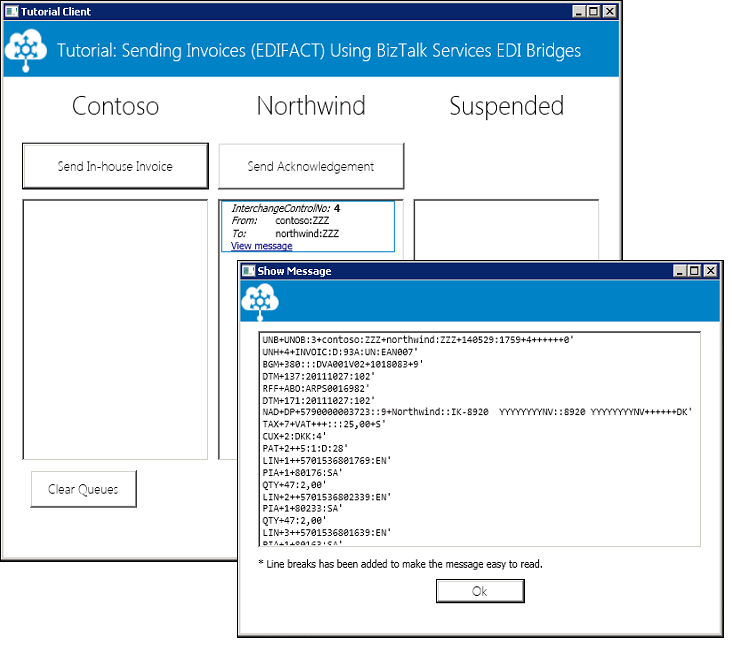 Tutorial Client
Tutorial: Sending Invoices (EDIFACT) Using BizTalk Services EDI Bridges
Contoso
Northwind
Suspended
Send In-house Invoice
Send Acknowledgement
InterchangeControlNo: 4
From: contoso:ZZZ
To: northwind:ZZZ
View message
Clear Queues
Show Message
UNB+UNOB:3+contoso:ZZZ+northwind:ZZZ+140529:1759+4++++++0'
UNH+4+INVOIC:D:93A:UN:EAN007'
BGM+380:::DVA001V02+1018083+9'
DTM+137:20111027:102'
RFF+ABO:ARPS0016982'
DTM+171:20111027:102'
NAD+DP+5790000003723::9+Northwind::IK-8920  YYYYYYYYNV::8920 YYYYYYYYNV++++++DK'
TAX+7+VAT+++:::25,00+S'
CUX+2:DKK:4'
PAT+2++5:1:D:28'
LIN+1++5701536801769:EN'
PIA+1+80176:SA'
QTY+47:2,00'
LIN+2++5701536802339:EN'
PIA+1+80233:SA'
QTY+47:2,00'
LIN+3++5701536801639:EN'
PIA+1+80163:SA'
* Line breaks has been added to make the message easy to read.
Ok